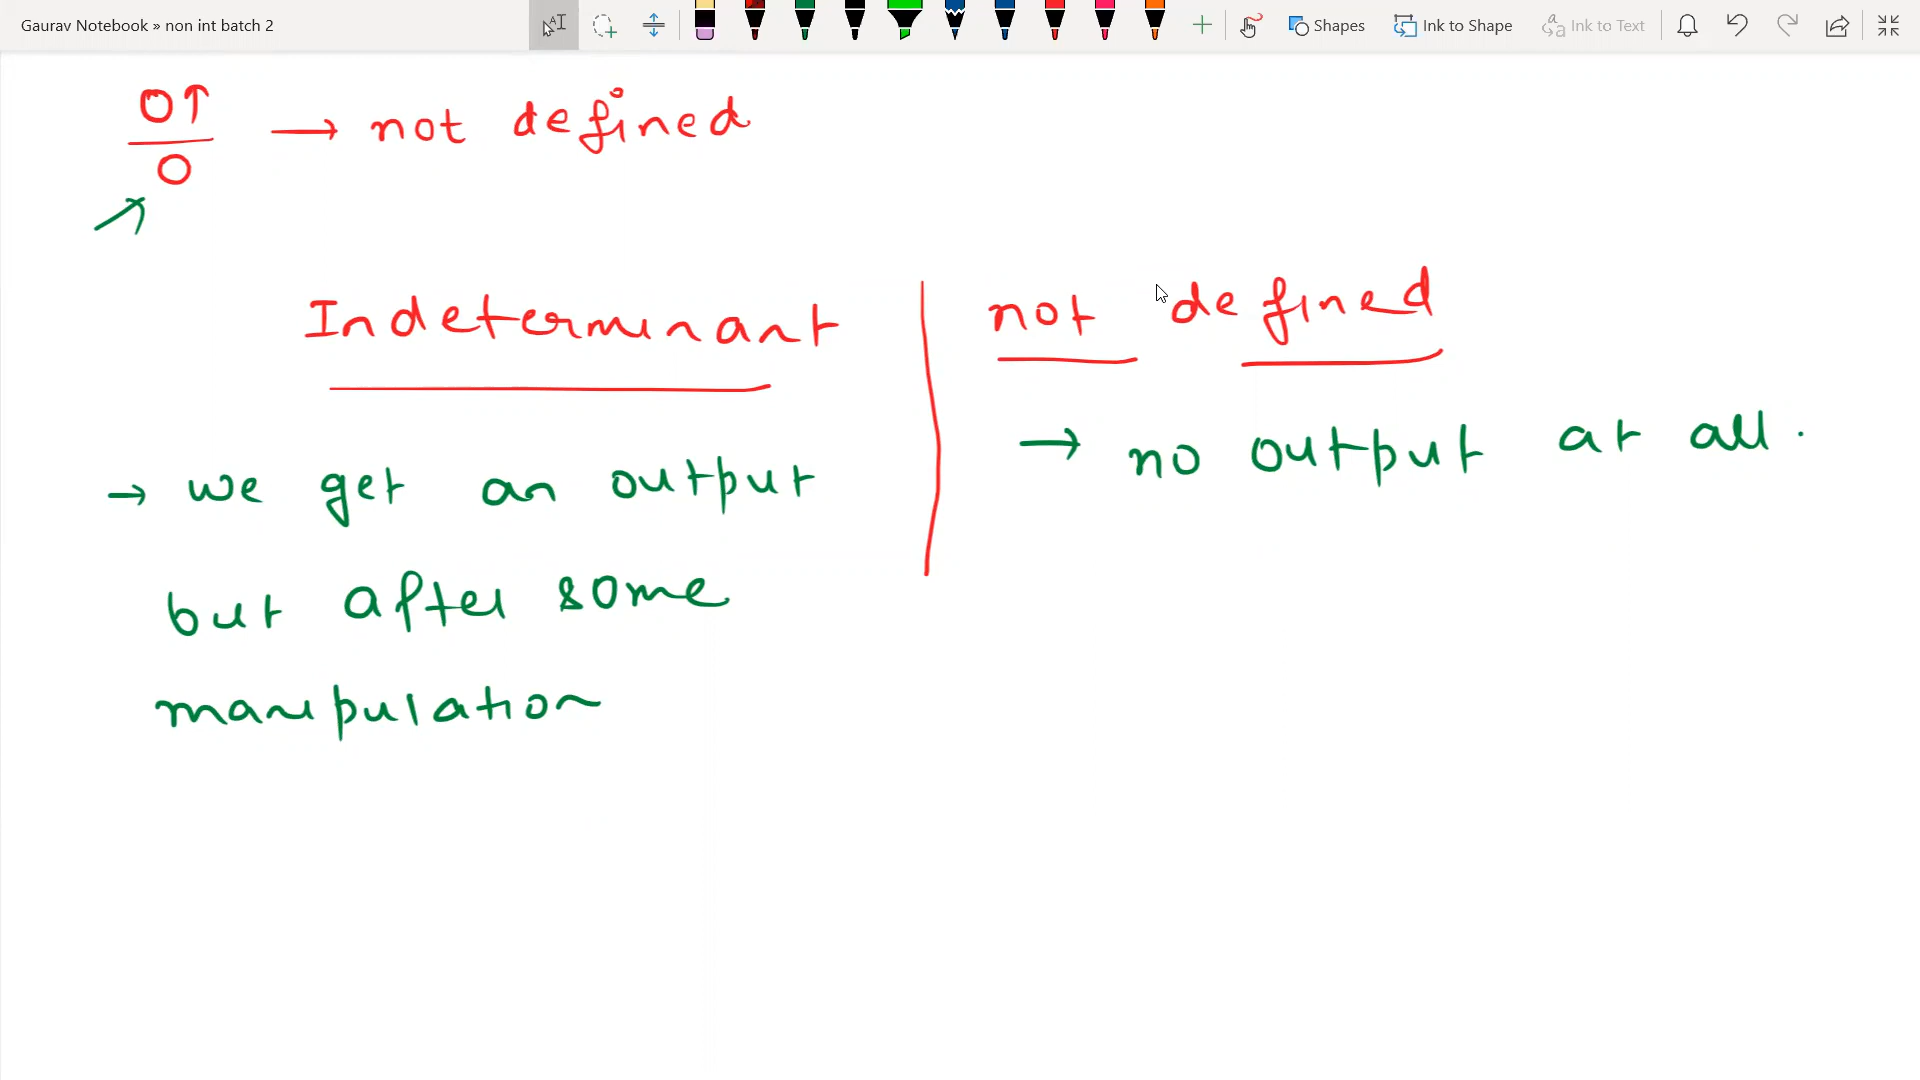 Gaurav Notebook » non int batch 2
Shapes
Ink to Shape
Ink to Text
0↑
0
→ not defined
Indeterminant
→ we get an output
but after some
manipulation
not defined
→ no output at all.